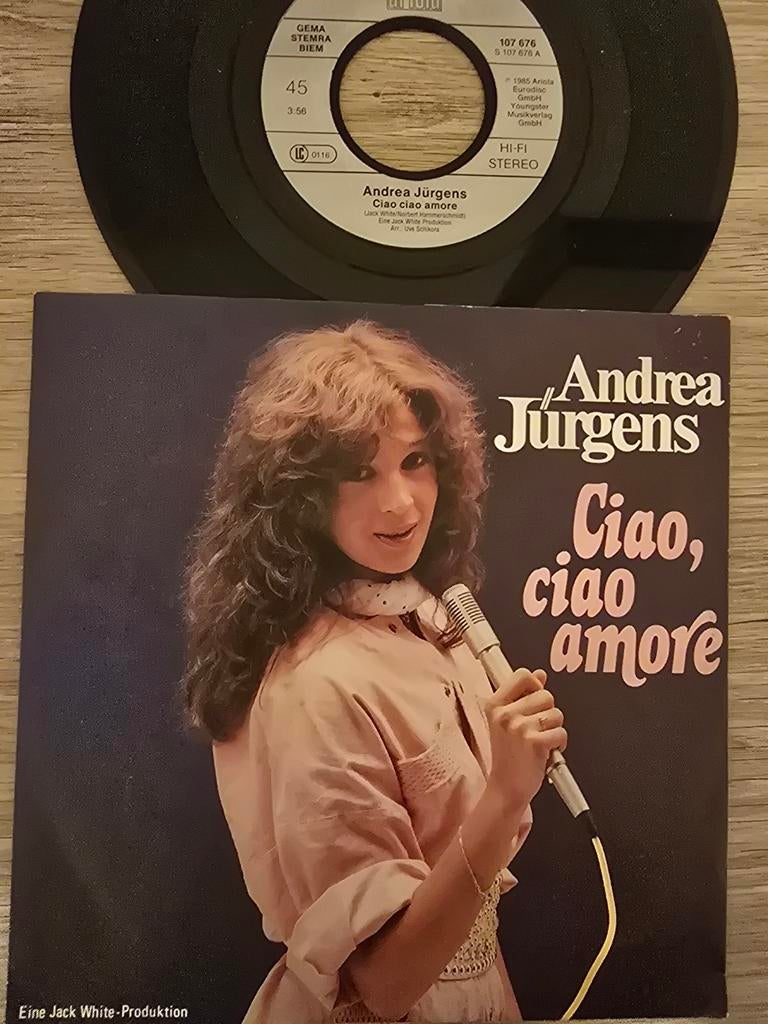 ariola
GEMA
STEMRA
BIEM
107 676
S 107 676 A
45
3:56
℗ 1985 Ariola
Eurodisc
GmbH
Youngster
Musikverlag
GmbH
LC 0116
HI-FI
STEREO
Andrea Jürgens
Ciao ciao amore
(Jack White/Norbert Hammerschmidt)
Eine Jack White Produktion
Arr.: Uve Schikora
Andrea
Jürgens
Ciao,
ciao
amore
Eine Jack White-Produktion